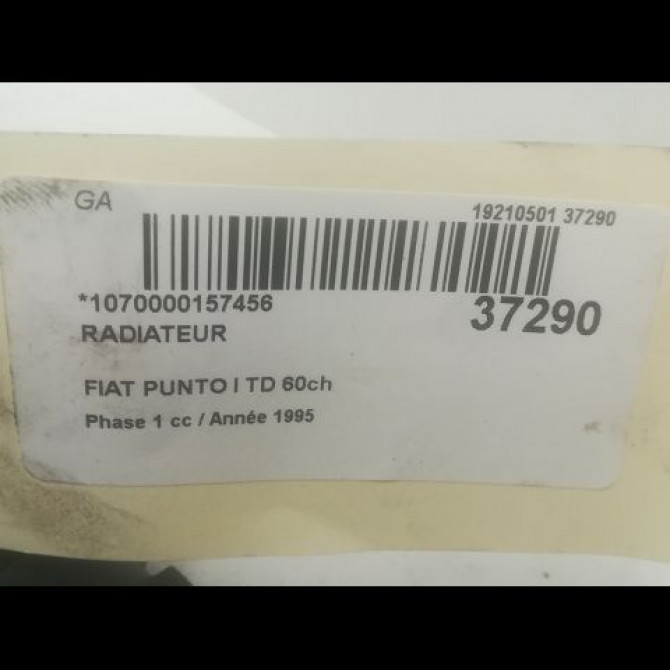 GA
19210501 37290
*1070000157456
37290
RADIATEUR
FIAT PUNTO I TD 60ch
Phase 1 cc / Année 1995